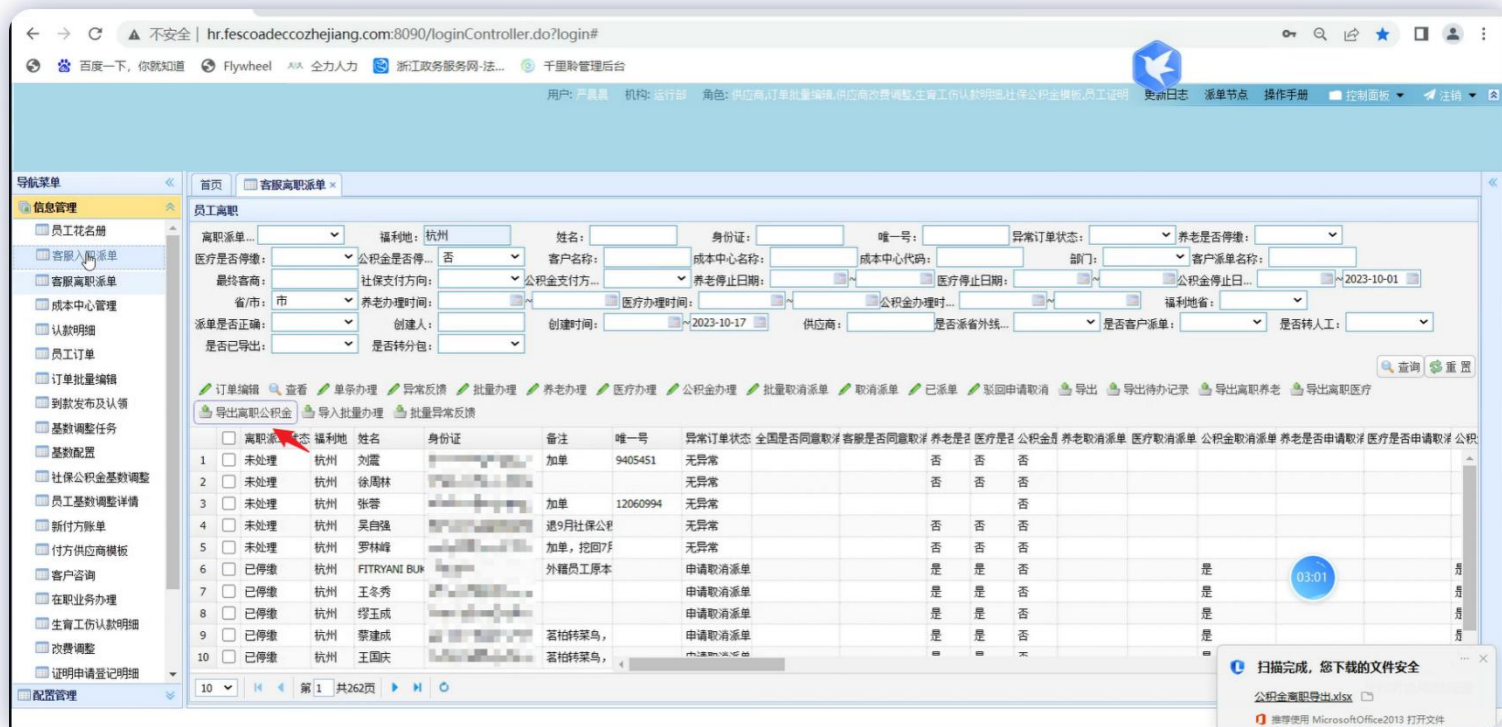 不安全 | hr.fescoadeccozhejiang.com:8090/loginController.do?login#
百度一下，你就知道 Flywheel 全力人力 浙江政务服务网-法... 千里聆管理后台
用户: 严晨晨 机构: 运行部 角色: 供应商,订单批量编辑,供应商改费调整,生育工伤认款明细,社保公积金模板,员工证明 更新日志 派单节点 操作手册 控制面板 注销
导航菜单
信息管理
员工花名册
客服入职派单
客服离职派单
成本中心管理
认款明细
员工订单
订单批量编辑
到款发布及认领
基数调整任务
基数配置
社保公积金基数调整
员工基数调整详情
新付方账单
付方供应商模板
客户咨询
在职业务办理
生育工伤认款明细
改费调整
证明申请登记明细
配置管理
首页 客服离职派单 ×
员工离职
离职派单... 福利地: 杭州 姓名: 身份证: 唯一号: 异常订单状态: 养老是否停缴:
医疗是否停缴: 公积金是否停... 否 客户名称: 成本中心名称: 成本中心代码: 部门: 客户派单名称:
最终客商: 社保支付方向: 公积金支付方... 养老停止日期: ~ 医疗停止日期: ~ 公积金停止日... ~ 2023-10-01
省/市: 市 养老办理时间: ~ 医疗办理时间: ~ 公积金办理时... ~ 福利地省:
派单是否正确: 创建人: 创建时间: ~ 2023-10-17 供应商: 是否派省外线... 是否客户派单: 是否转人工:
是否已导出: 是否转分包:
查询 重置
订单编辑 查看 单条办理 异常反馈 批量办理 养老办理 医疗办理 公积金办理 批量取消派单 取消派单 已派单 驳回申请取消 导出 导出待办记录 导出离职养老 导出离职医疗
导出离职公积金 导入批量办理 批量异常反馈
离职派 态 福利地 姓名 身份证 备注 唯一号 异常订单状态 全国是否同意取消 客服是否同意取消 养老是否 医疗是否 公积金是 养老取消派单 医疗取消派单 公积金取消派单 养老是否申请取消 医疗是否申请取消 公积
1 未处理 杭州 刘震 加单 9405451 无异常 否 否 否
2 未处理 杭州 徐周林 无异常 否 否 否
3 未处理 杭州 张蓉 加单 12060994 无异常 否
4 未处理 杭州 吴自强 退9月社保公积 无异常 否 否 否
5 未处理 杭州 罗林峰 加单，挖回7月 无异常 否 否 否
6 已停缴 杭州 FITRYANI BUK 外籍员工原本 申请取消派单 是 是 否 是 是
7 已停缴 杭州 王冬秀 申请取消派单 是 是 否 是 是
8 已停缴 杭州 缪玉成 申请取消派单 是 是 否 是 是
9 已停缴 杭州 蔡建成 茗柏转菜鸟， 申请取消派单 是 是 否 是 是
10 已停缴 杭州 王国庆 茗柏转菜鸟， 申请取消派单 是 是 否
10 第 1 共262页
03:01
扫描完成，您下载的文件安全
公积金离职导出.xlsx
推荐使用 MicrosoftOffice2013 打开文件